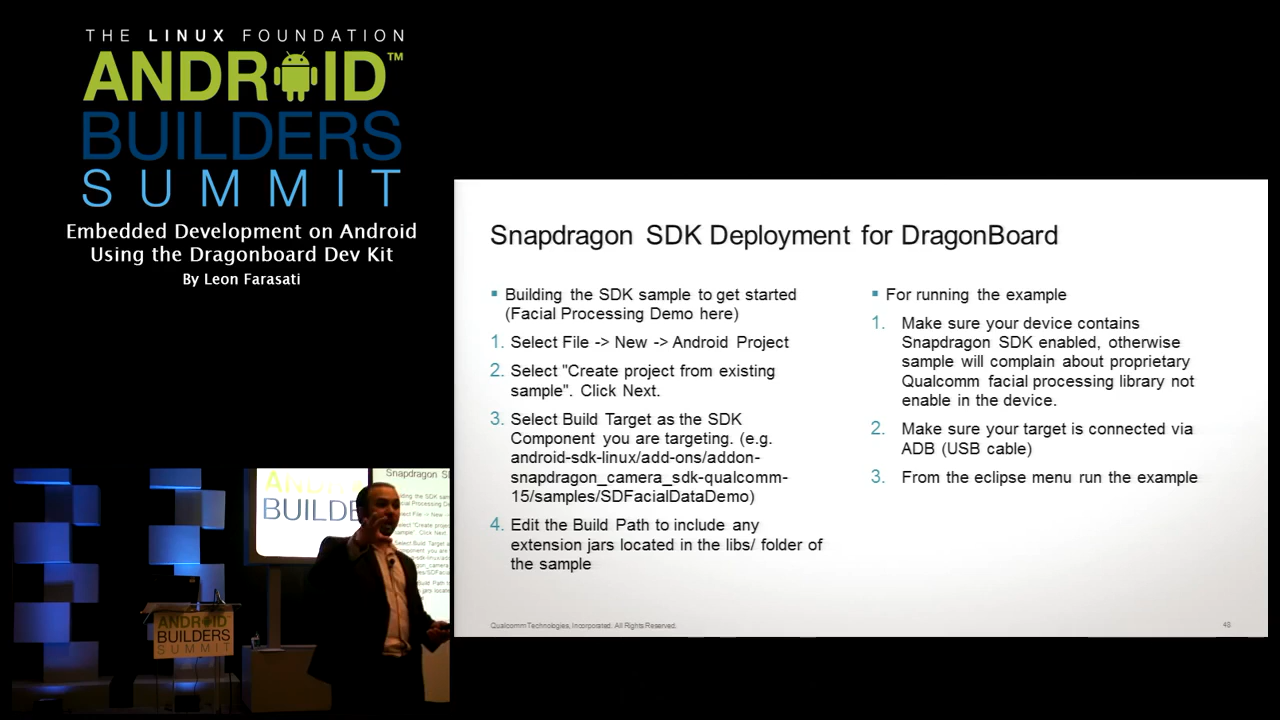 THE LINUX FOUNDATION
ANDROID™
BUILDERS
SUMMIT
Embedded Development on Android
Using the Dragonboard Dev Kit
By Leon Farasati
Snapdragon SDK Deployment for DragonBoard
▪ Building the SDK sample to get started
(Facial Processing Demo here)
1. Select File -> New -> Android Project
2. Select "Create project from existing
sample". Click Next.
3. Select Build Target as the SDK
Component you are targeting. (e.g.
android-sdk-linux/add-ons/addon-
snapdragon_camera_sdk-qualcomm-
15/samples/SDFacialDataDemo)
4. Edit the Build Path to include any
extension jars located in the libs/ folder of
the sample
▪ For running the example
1. Make sure your device contains
Snapdragon SDK enabled, otherwise
sample will complain about proprietary
Qualcomm facial processing library not
enable in the device.
2. Make sure your target is connected via
ADB (USB cable)
3. From the eclipse menu run the example
Qualcomm Technologies, Incorporated. All Rights Reserved.
48
BUILDE
Snapdragon S
ANDROID
BUILDERS
SUMMIT